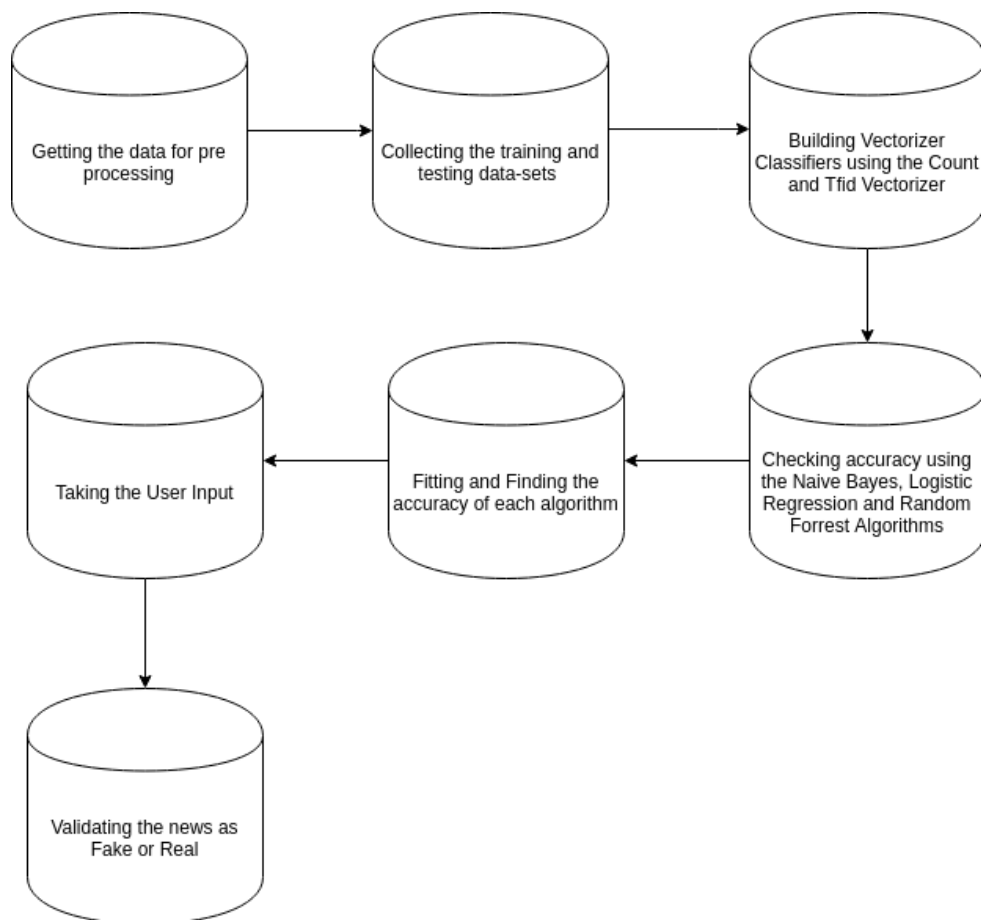 Getting the data for pre
processing
Collecting the training and
testing data-sets
Building Vectorizer
Classifiers using the Count
and Tfid Vectorizer
Checking accuracy using
the Naive Bayes, Logistic
Regression and Random
Forrest Algorithms
Fitting and Finding the
accuracy of each algorithm
Taking the User Input
Validating the news as
Fake or Real